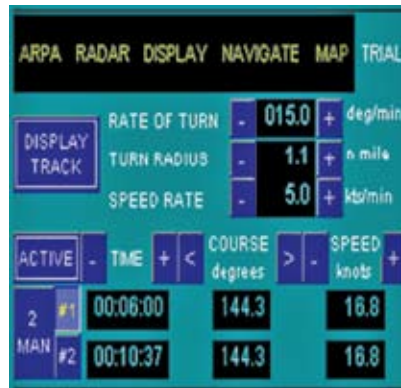 ARPA RADAR DISPLAY NAVIGATE MAP TRIAL
RATE OF TURN - 015.0 + deg/min
DISPLAY TRACK
TURN RADIUS - 1.1 + n mile
SPEED RATE - 5.0 + kts/min
ACTIVE - TIME + < COURSE degrees > - SPEED knots +
2 MAN
#1 00:06:00 144.3 16.8
#2 00:10:37 144.3 16.8